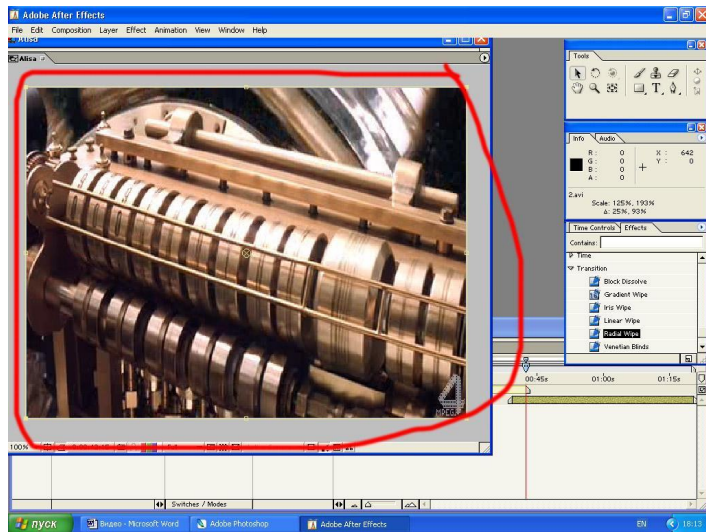 Adobe After Effects
File Edit Composition Layer Effect Animation View Window Help
Alisa
Alisa
Tools
T
Info Audio
R : 0 X : 642
G : 0 Y : 0
B : 0
A : 0
2.avi
Scale: 125%, 193%
Δ: 25%, 93%
Time Controls Effects
Contains:
Time
Transition
Block Dissolve
Gradient Wipe
Iris Wipe
Linear Wipe
Radial Wipe
Venetian Blinds
4
MPEG4
00:45s 01:00s 01:15s
100%
Switches / Modes
пуск Видео - Microsoft Word Adobe Photoshop Adobe After Effects EN 18:13